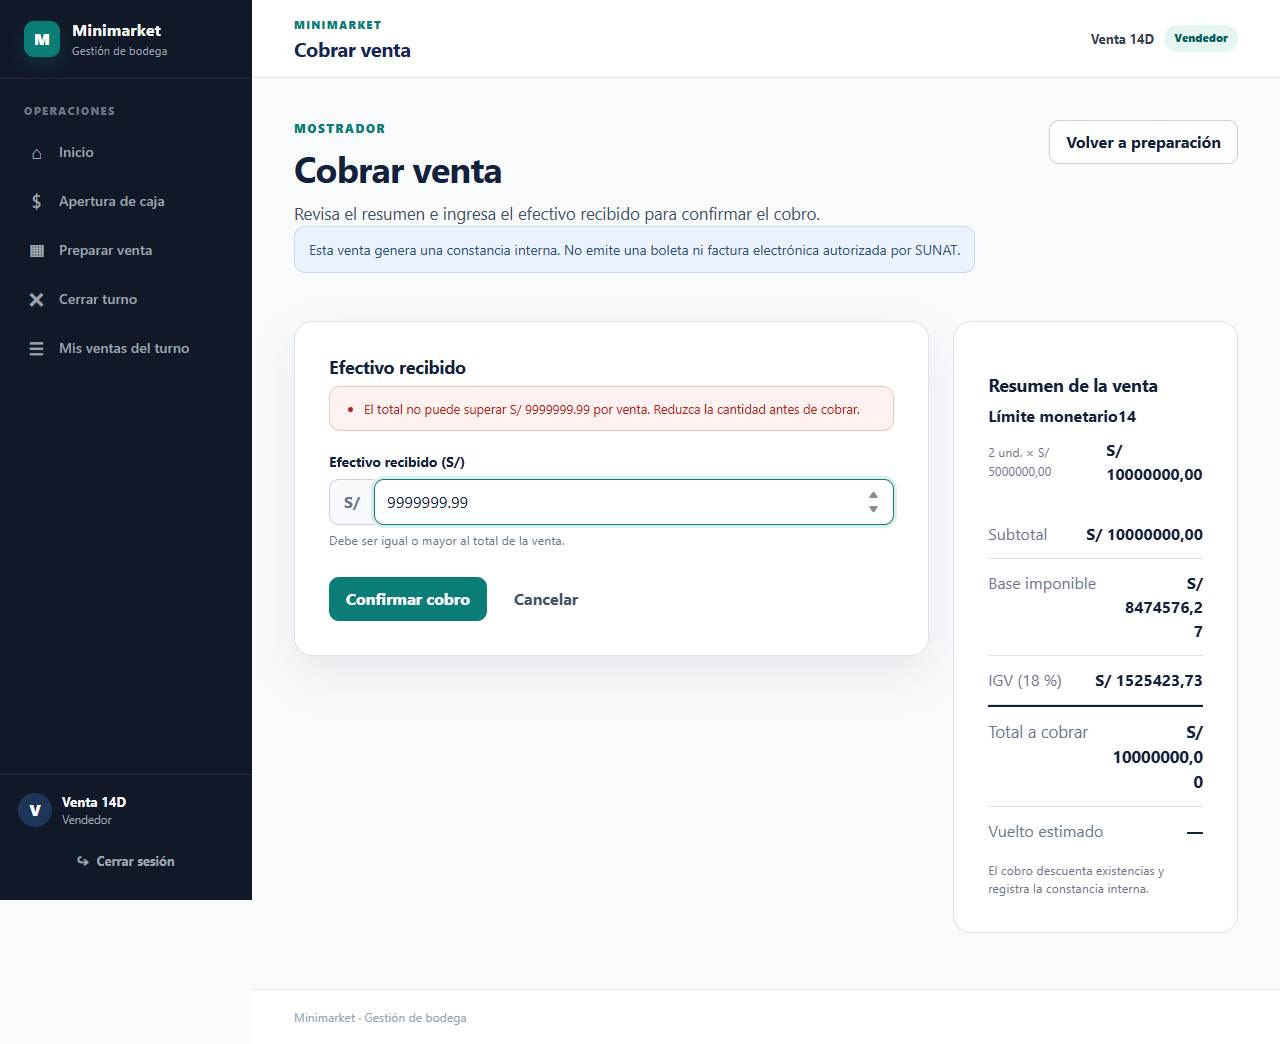 M
Minimarket
Gestión de bodega
OPERACIONES
Inicio
$ Apertura de caja
Preparar venta
Cerrar turno
Mis ventas del turno
V
Venta 14D
Vendedor
Cerrar sesión
MINIMARKET
Cobrar venta
Venta 14D
Vendedor
MOSTRADOR
Cobrar venta
Revisa el resumen e ingresa el efectivo recibido para confirmar el cobro.
Esta venta genera una constancia interna. No emite una boleta ni factura electrónica autorizada por SUNAT.
Volver a preparación
Efectivo recibido
• El total no puede superar S/ 9999999.99 por venta. Reduzca la cantidad antes de cobrar.
Efectivo recibido (S/)
S/ 9999999.99
Debe ser igual o mayor al total de la venta.
Confirmar cobro
Cancelar
Resumen de la venta
Límite monetario14
2 und. × S/
5000000,00
S/
10000000,00
Subtotal
S/ 10000000,00
Base imponible
S/
8474576,2
7
IGV (18 %)
S/ 1525423,73
Total a cobrar
S/
10000000,0
0
Vuelto estimado
—
El cobro descuenta existencias y
registra la constancia interna.
Minimarket · Gestión de bodega